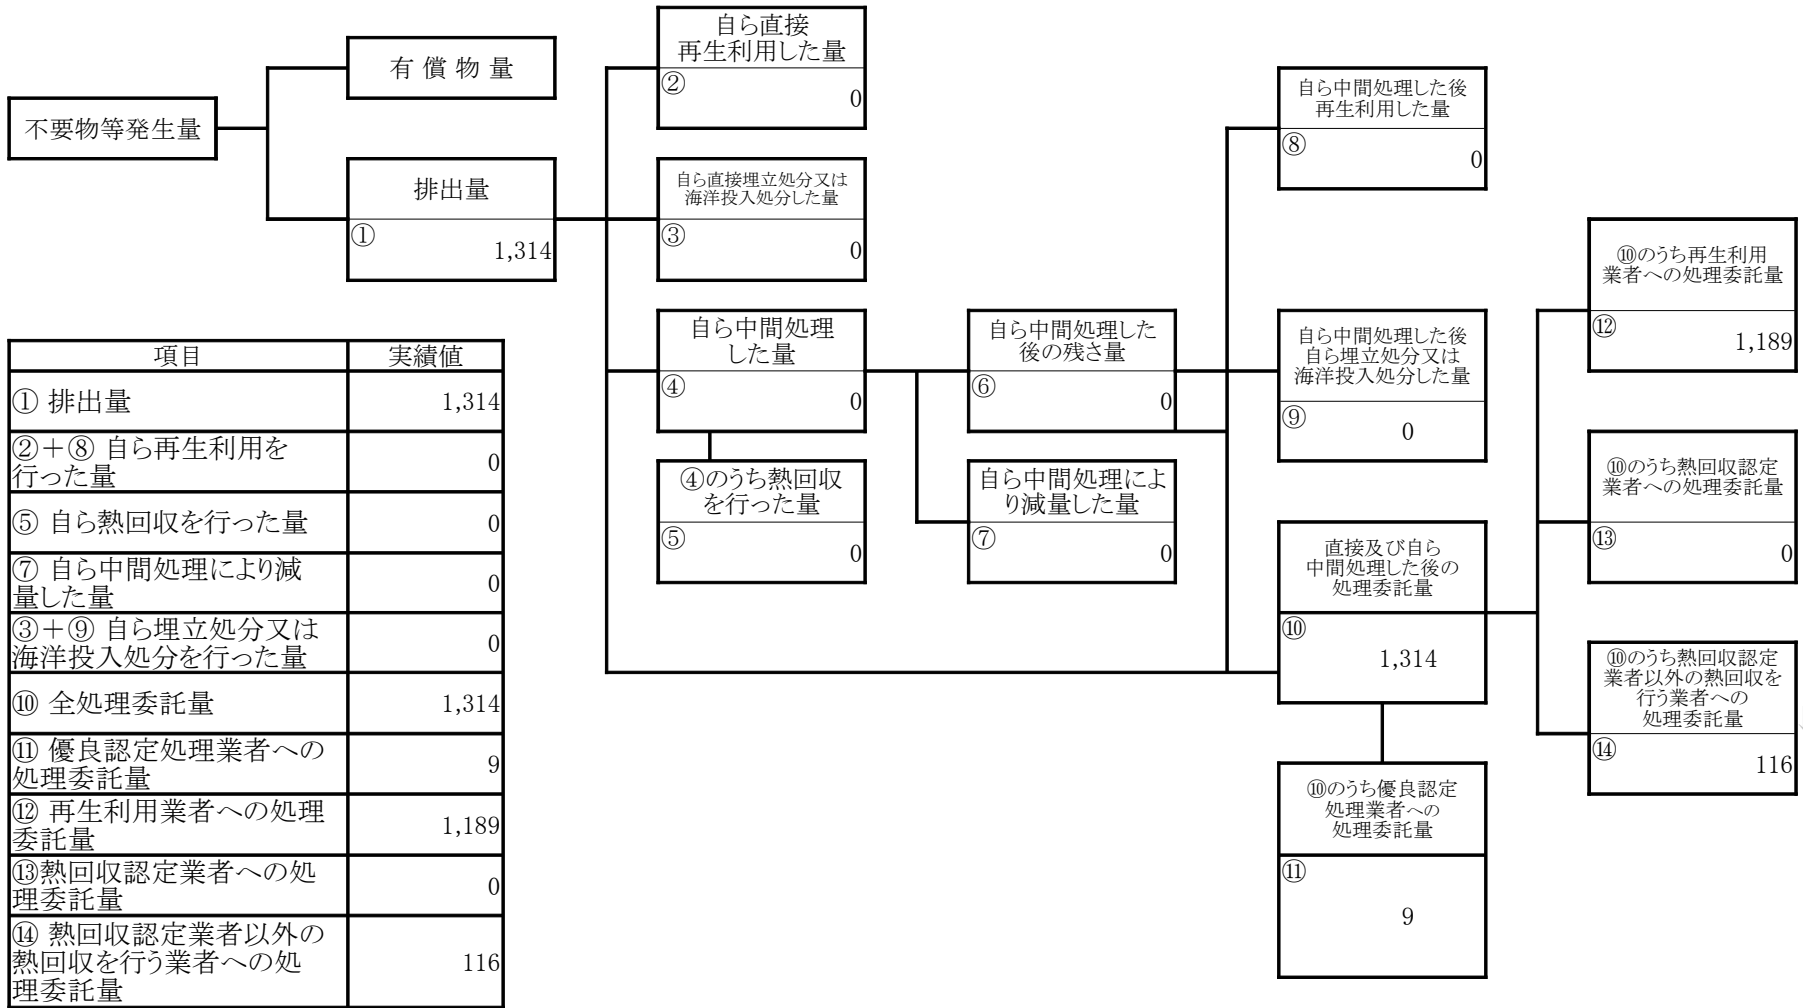 不要物等発生量
有 償 物 量
排出量
①
1,314
自ら直接
再生利用した量
②
0
自ら直接埋立処分又は
海洋投入処分した量
③
0
自ら中間処理
した量
④
0
④のうち熱回収
を行った量
⑤
0
自ら中間処理した
後の残さ量
⑥
0
自ら中間処理によ
り減量した量
⑦
0
自ら中間処理した後
再生利用した量
⑧
0
自ら中間処理した後
自ら埋立処分又は
海洋投入処分した量
⑨
0
直接及び自ら
中間処理した後の
処理委託量
⑩
1,314
⑩のうち優良認定
処理業者への
処理委託量
⑪
9
⑩のうち再生利用
業者への処理委託量
⑫
1,189
⑩のうち熱回収認定
業者への処理委託量
⑬
0
⑩のうち熱回収認定
業者以外の熱回収を
行う業者への
処理委託量
⑭
116
項目 実績値
① 排出量 1,314
②＋⑧ 自ら再生利用を
行った量 0
⑤ 自ら熱回収を行った量 0
⑦ 自ら中間処理により減
量した量 0
③＋⑨ 自ら埋立処分又は
海洋投入処分を行った量 0
⑩ 全処理委託量 1,314
⑪ 優良認定処理業者への
処理委託量 9
⑫ 再生利用業者への処理
委託量 1,189
⑬熱回収認定業者への処
理委託量 0
⑭ 熱回収認定業者以外の
熱回収を行う業者への処
理委託量 116